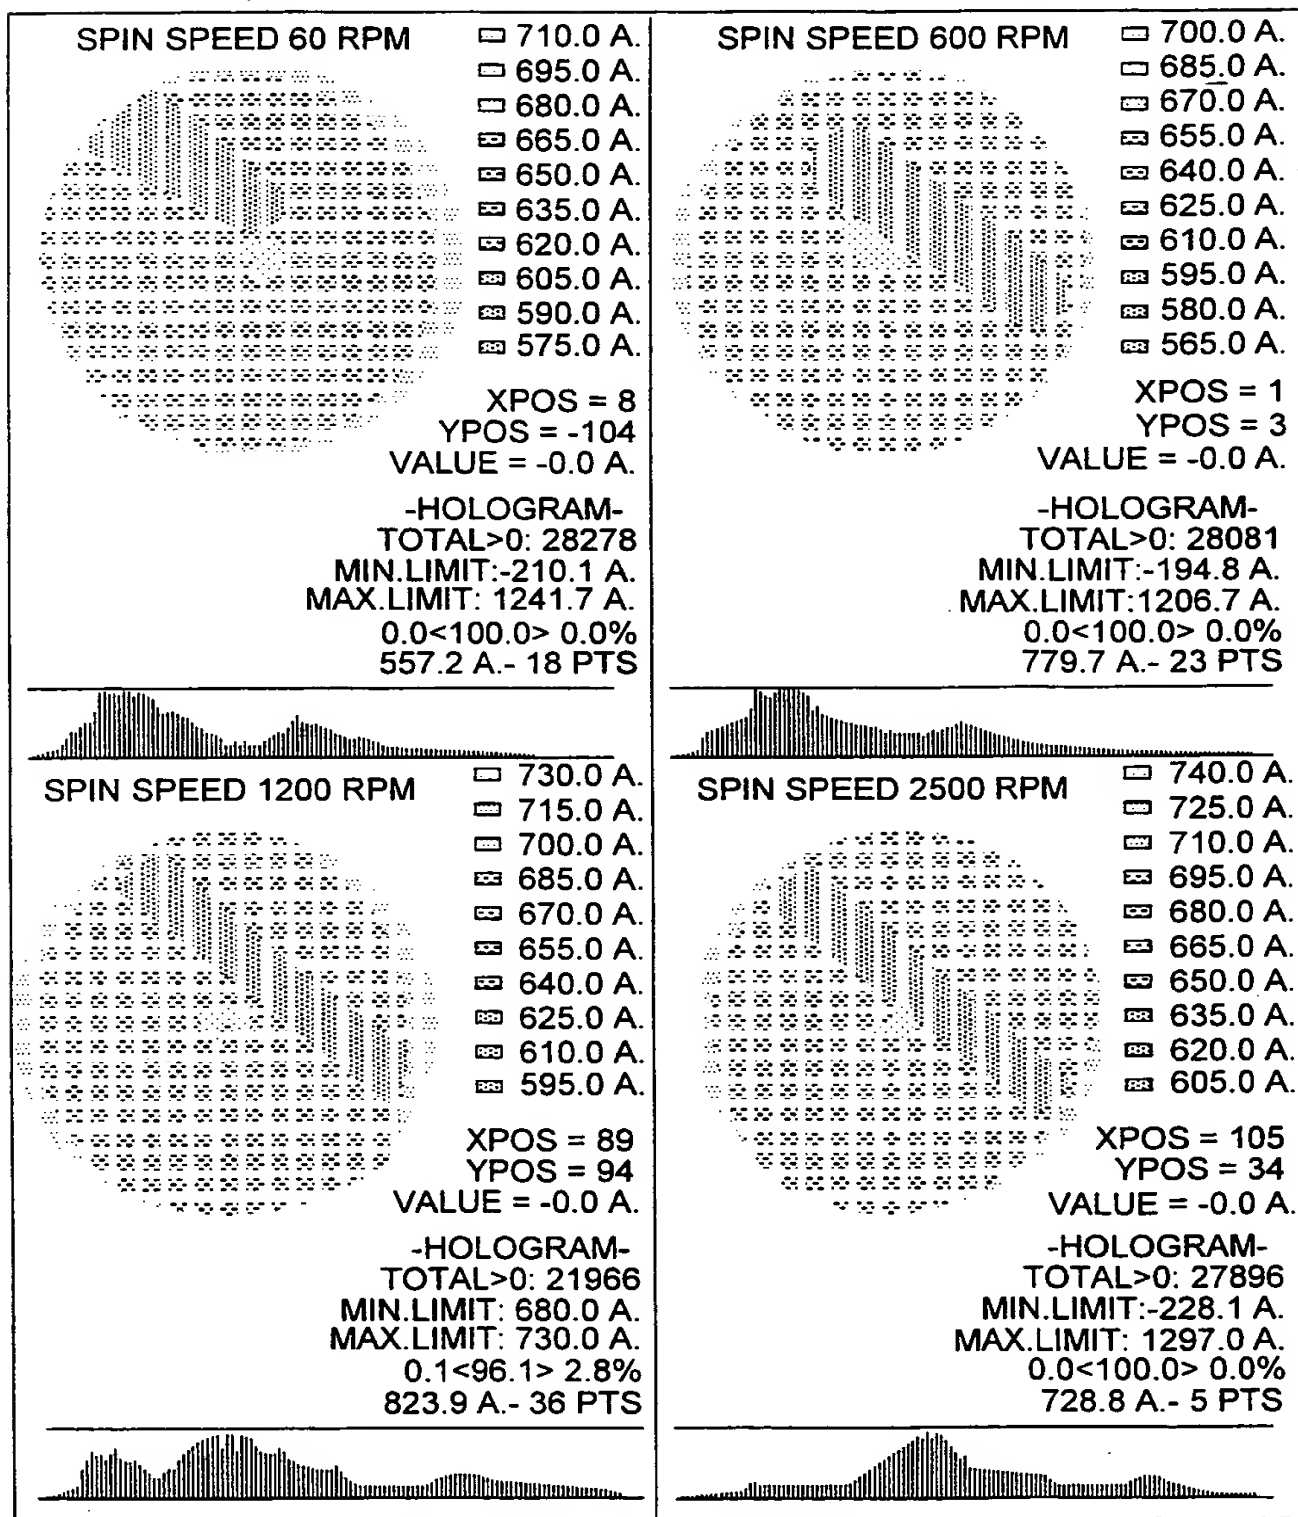 SPIN SPEED 60 RPM
710.0 A.
695.0 A.
680.0 A.
665.0 A.
650.0 A.
635.0 A.
620.0 A.
605.0 A.
590.0 A.
575.0 A.
XPOS = 8
YPOS = -104
VALUE = -0.0 A.
-HOLOGRAM-
TOTAL>0: 28278
MIN.LIMIT:-210.1 A.
MAX.LIMIT: 1241.7 A.
0.0<100.0> 0.0%
557.2 A.- 18 PTS
SPIN SPEED 600 RPM
700.0 A.
685.0 A.
670.0 A.
655.0 A.
640.0 A.
625.0 A.
610.0 A.
595.0 A.
580.0 A.
565.0 A.
XPOS = 1
YPOS = 3
VALUE = -0.0 A.
-HOLOGRAM-
TOTAL>0: 28081
MIN.LIMIT:-194.8 A.
MAX.LIMIT:1206.7 A.
0.0<100.0> 0.0%
779.7 A.- 23 PTS
SPIN SPEED 1200 RPM
730.0 A.
715.0 A.
700.0 A.
685.0 A.
670.0 A.
655.0 A.
640.0 A.
625.0 A.
610.0 A.
595.0 A.
XPOS = 89
YPOS = 94
VALUE = -0.0 A.
-HOLOGRAM-
TOTAL>0: 21966
MIN.LIMIT: 680.0 A.
MAX.LIMIT: 730.0 A.
0.1<96.1> 2.8%
823.9 A.- 36 PTS
SPIN SPEED 2500 RPM
740.0 A.
725.0 A.
710.0 A.
695.0 A.
680.0 A.
665.0 A.
650.0 A.
635.0 A.
620.0 A.
605.0 A.
XPOS = 105
YPOS = 34
VALUE = -0.0 A.
-HOLOGRAM-
TOTAL>0: 27896
MIN.LIMIT:-228.1 A.
MAX.LIMIT: 1297.0 A.
0.0<100.0> 0.0%
728.8 A.- 5 PTS